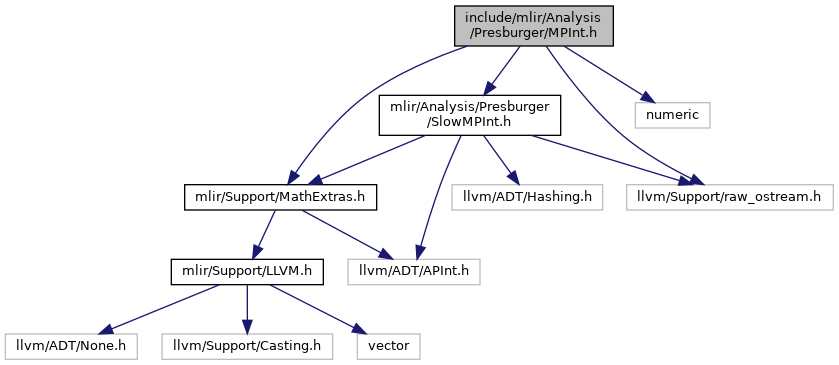 include/mlir/Analysis
/Presburger/MPInt.h
mlir/Analysis/Presburger
/SlowMPInt.h
numeric
mlir/Support/MathExtras.h
llvm/ADT/Hashing.h
llvm/Support/raw_ostream.h
mlir/Support/LLVM.h
llvm/ADT/APInt.h
llvm/ADT/None.h
llvm/Support/Casting.h
vector